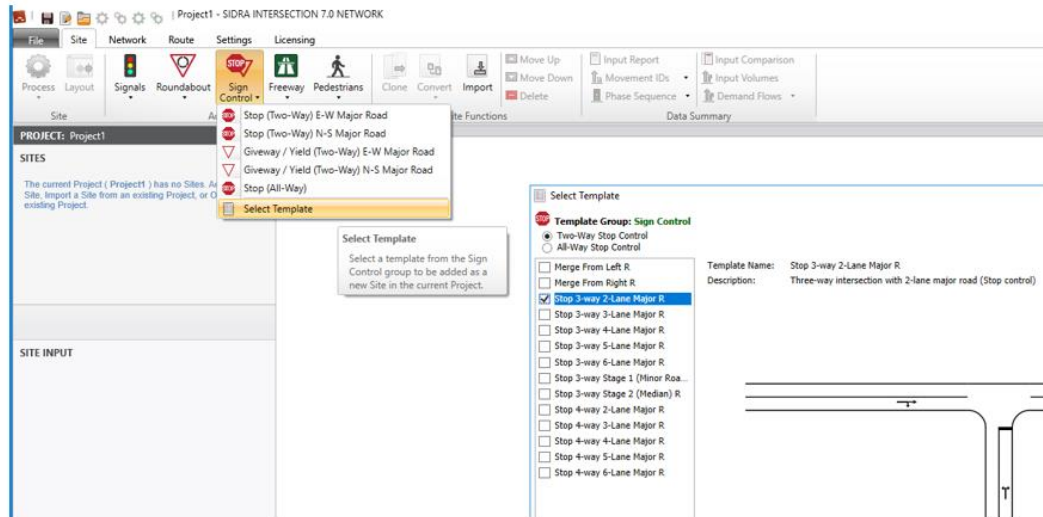 Project1 - SIDRA INTERSECTION 7.0 NETWORK
File Site Network Route Settings Licensing
Process Layout Signals Roundabout Sign Control Freeway Pedestrians Clone Convert Import
Move Up
Move Down
Delete
Input Report
Movement IDs
Phase Sequence
Input Comparison
Input Volumes
Demand Flows
Site
ite Functions
Data Summary
STOP Stop (Two-Way) E-W Major Road
STOP Stop (Two-Way) N-S Major Road
Giveway / Yield (Two-Way) E-W Major Road
Giveway / Yield (Two-Way) N-S Major Road
STOP Stop (All-Way)
Select Template
Select Template
Select a template from the Sign
Control group to be added as a
new Site in the current Project.
PROJECT: Project1
SITES
The current Project ( Project1 ) has no Sites. A
Site, Import a Site from an existing Project, or O
existing Project.
SITE INPUT
Select Template
STOP Template Group: Sign Control
Two-Way Stop Control
All-Way Stop Control
Merge From Left R
Merge From Right R
Stop 3-way 2-Lane Major R
Stop 3-way 3-Lane Major R
Stop 3-way 4-Lane Major R
Stop 3-way 5-Lane Major R
Stop 3-way 6-Lane Major R
Stop 3-way Stage 1 (Minor Roa...
Stop 3-way Stage 2 (Median) R
Stop 4-way 2-Lane Major R
Stop 4-way 3-Lane Major R
Stop 4-way 4-Lane Major R
Stop 4-way 5-Lane Major R
Stop 4-way 6-Lane Major R
Template Name: Stop 3-way 2-Lane Major R
Description: Three-way intersection with 2-lane major road (Stop control)